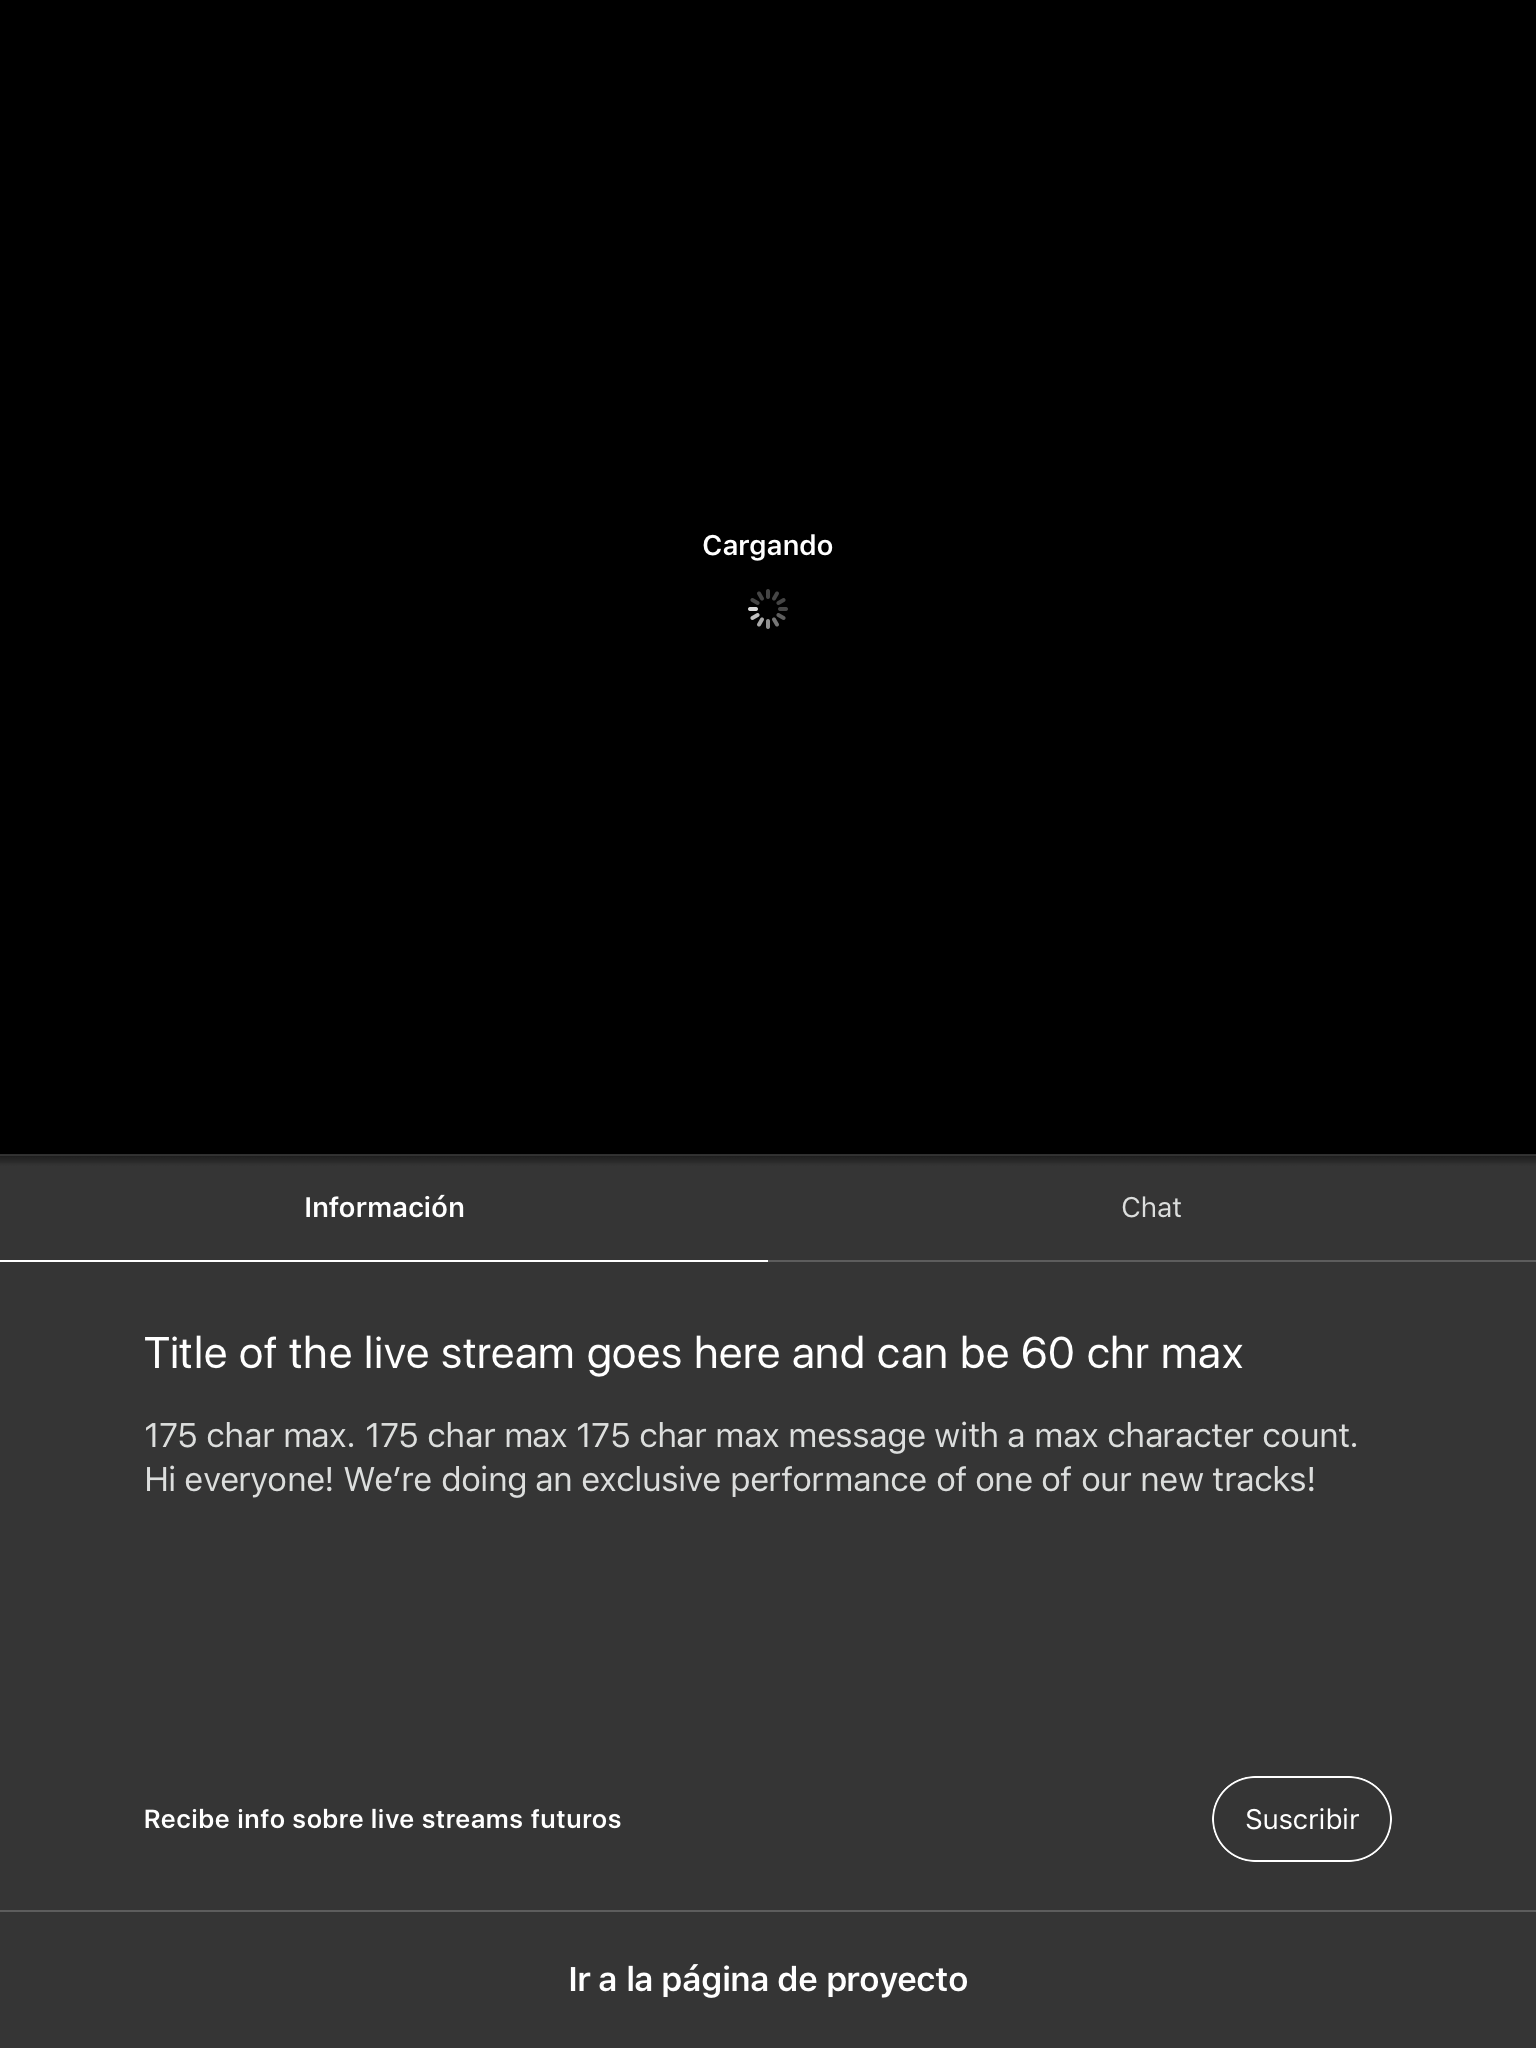 Cargando
Información
Chat
Title of the live stream goes here and can be 60 chr max
175 char max. 175 char max 175 char max message with a max character count.
Hi everyone! We’re doing an exclusive performance of one of our new tracks!
Recibe info sobre live streams futuros
Suscribir
Ir a la página de proyecto